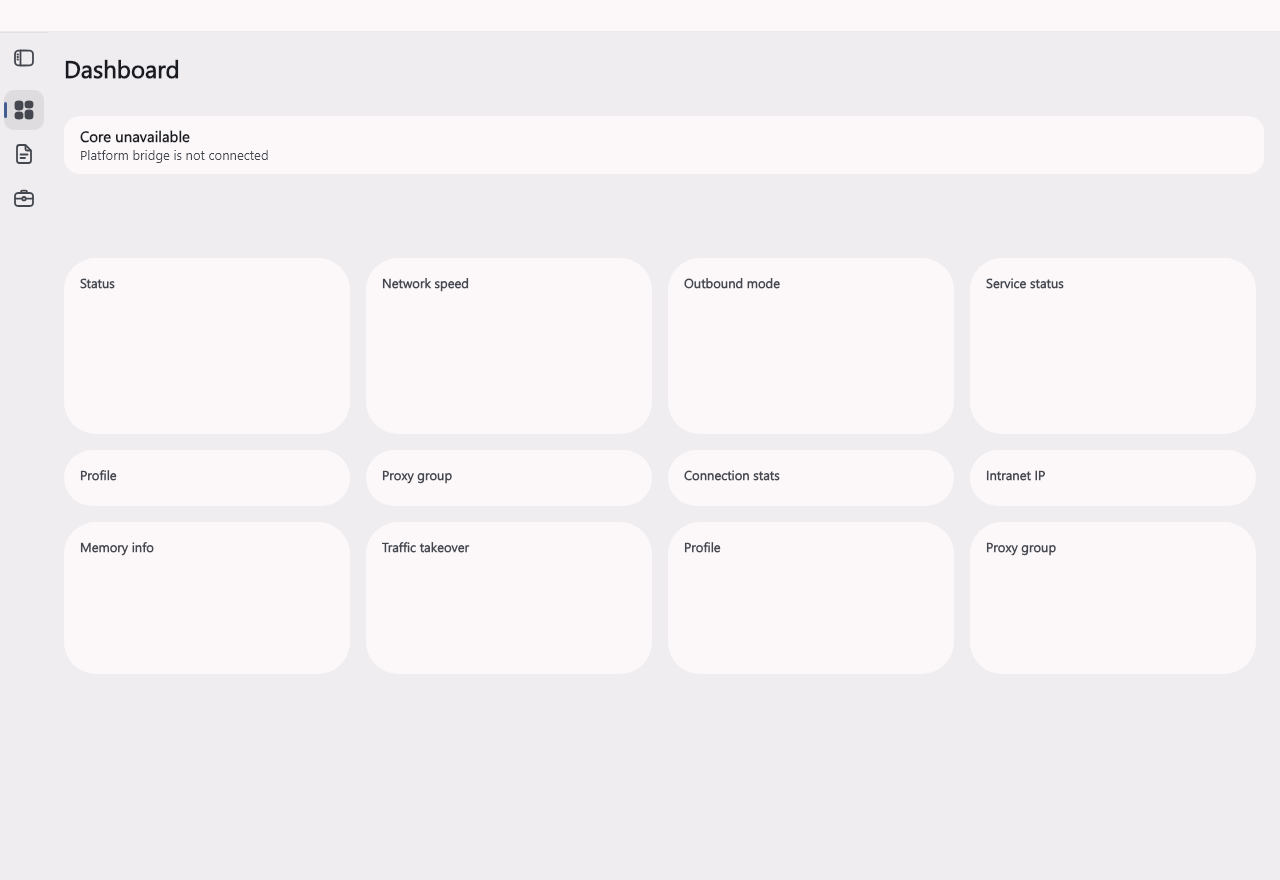 Dashboard
Core unavailable
Platform bridge is not connected
Status
Network speed
Outbound mode
Service status
Profile
Proxy group
Connection stats
Intranet IP
Memory info
Traffic takeover
Profile
Proxy group